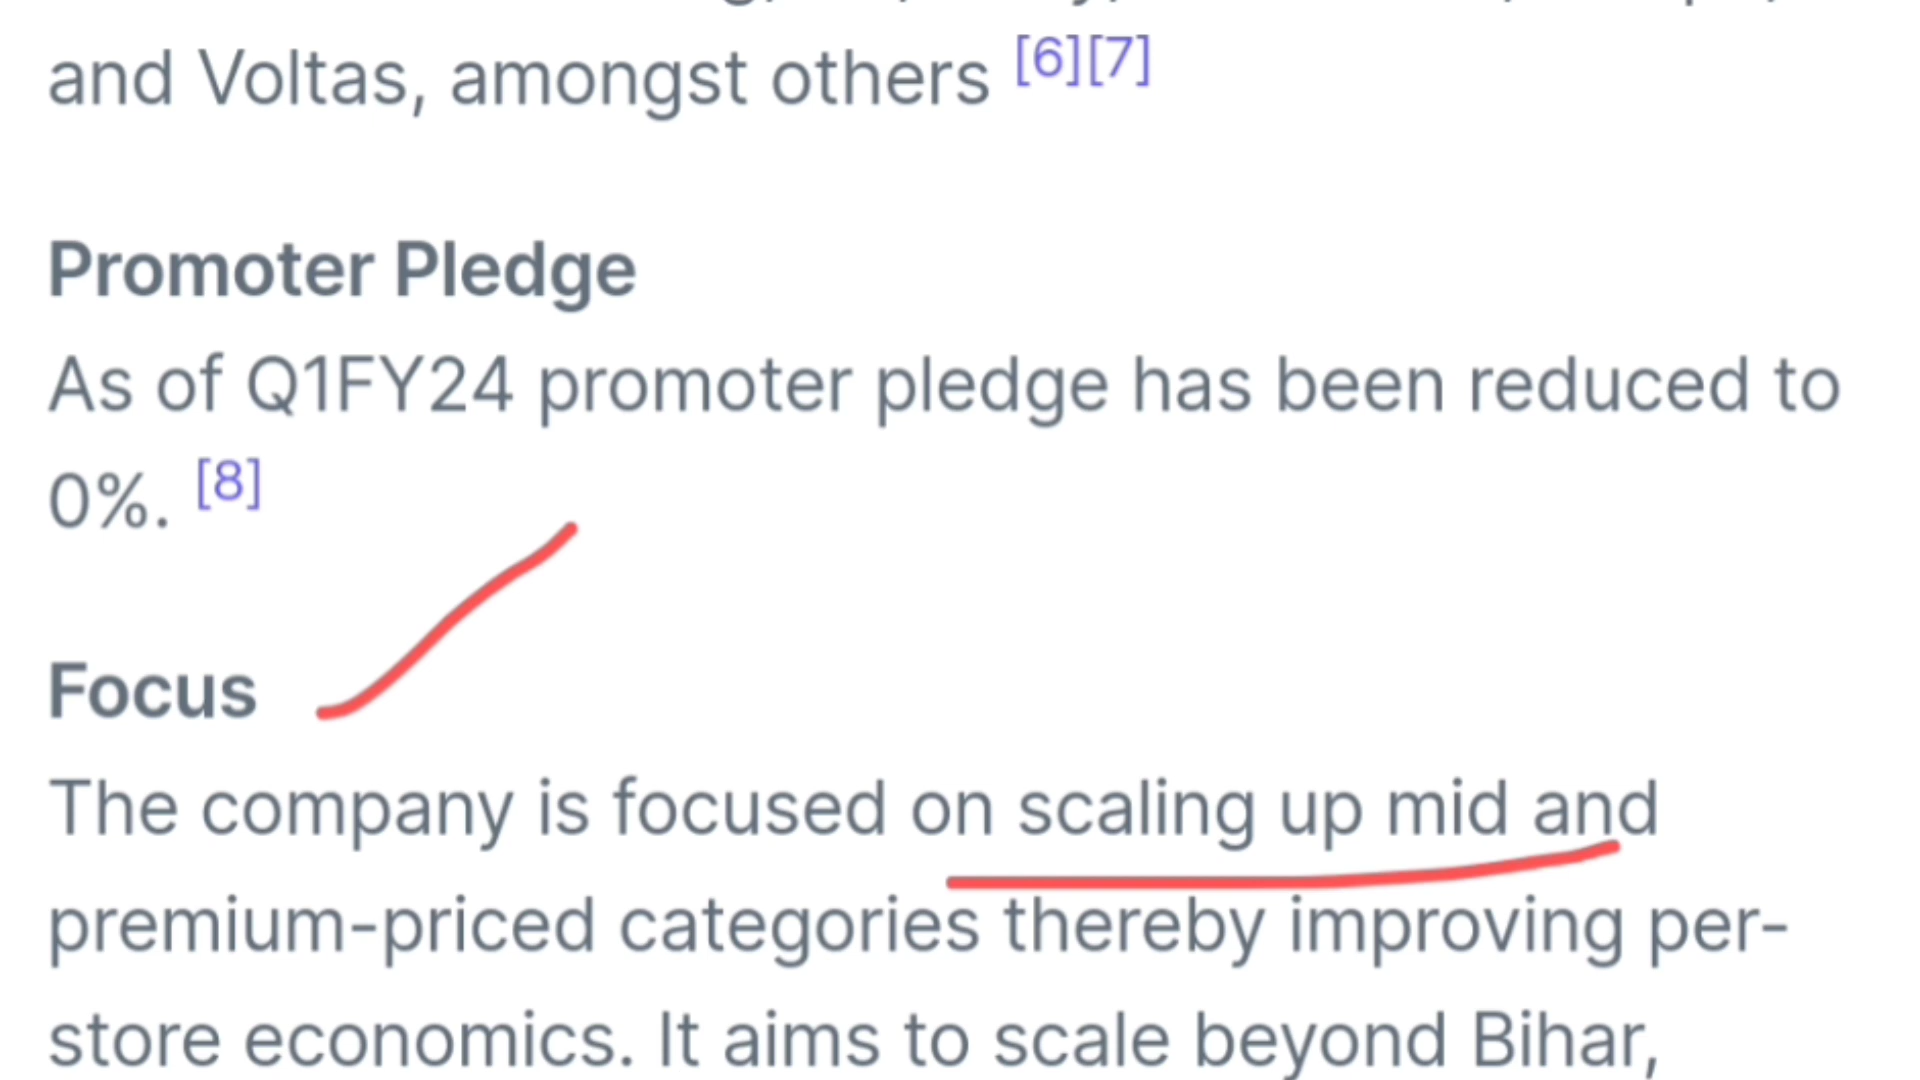 and Voltas, amongst others [6][7]
Promoter Pledge
As of Q1FY24 promoter pledge has been reduced to
0%. [8]
Focus
The company is focused on scaling up mid and
premium-priced categories thereby improving per-
store economics. It aims to scale beyond Bihar,